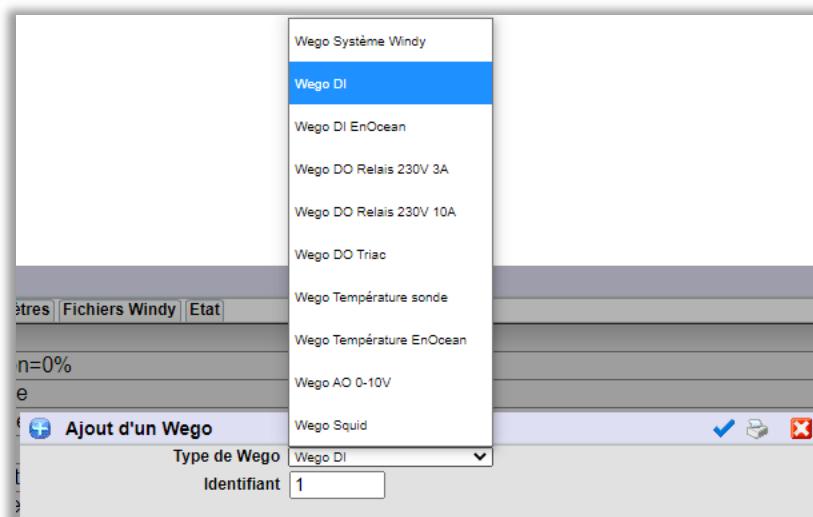 Wego Système Windy
Wego DI
Wego DI EnOcean
Wego DO Relais 230V 3A
Wego DO Relais 230V 10A
Wego DO Triac
Wego Température sonde
Wego Température EnOcean
Wego AO 0-10V
Wego Squid
ètres Fichiers Windy Etat
n=0%
e
Ajout d'un Wego
Type de Wego Wego DI
Identifiant 1